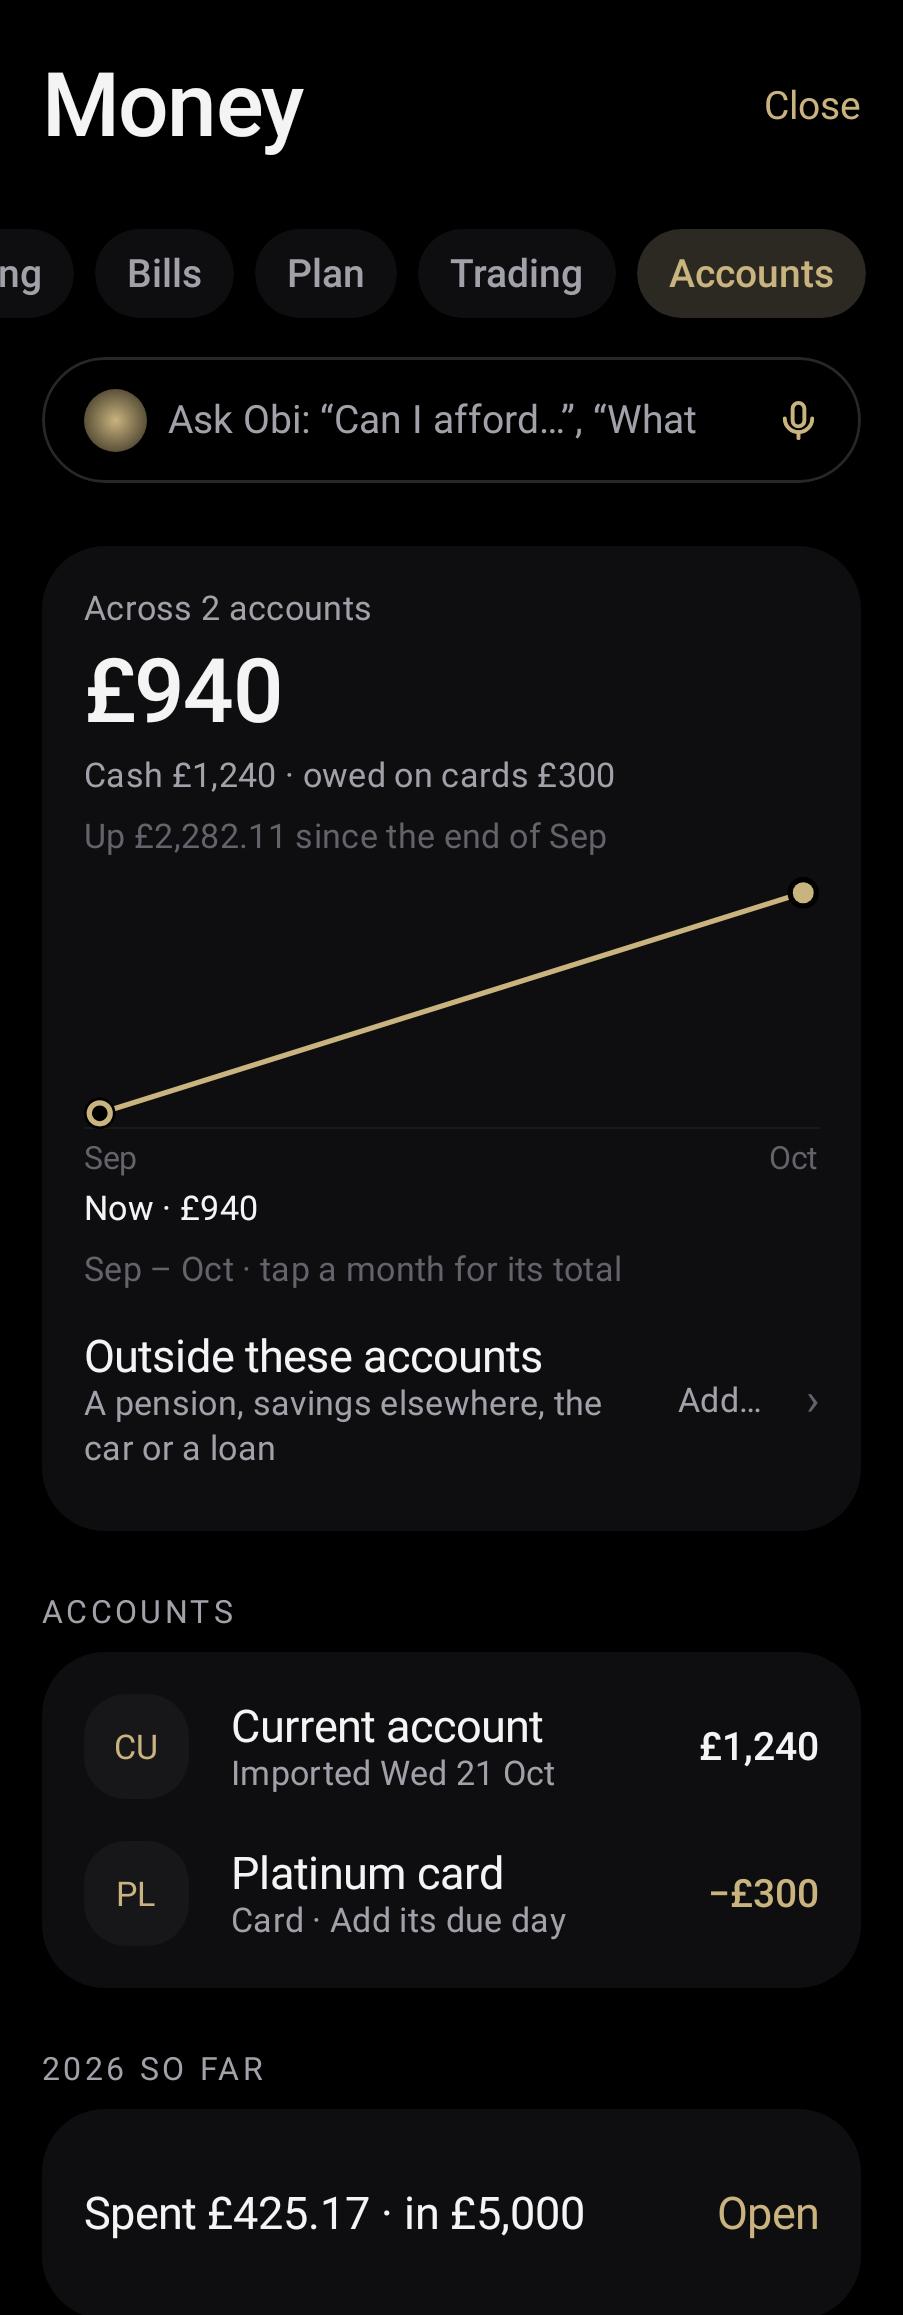 Money
Close
ng
Bills
Plan
Trading
Accounts
Ask Obi: “Can I afford…”, “What
Across 2 accounts
£940
Cash £1,240 · owed on cards £300
Up £2,282.11 since the end of Sep
Sep
Oct
Now · £940
Sep – Oct · tap a month for its total
Outside these accounts
A pension, savings elsewhere, the
car or a loan
Add… ›
ACCOUNTS
CU
Current account
Imported Wed 21 Oct
£1,240
PL
Platinum card
Card · Add its due day
−£300
2026 SO FAR
Spent £425.17 · in £5,000
Open